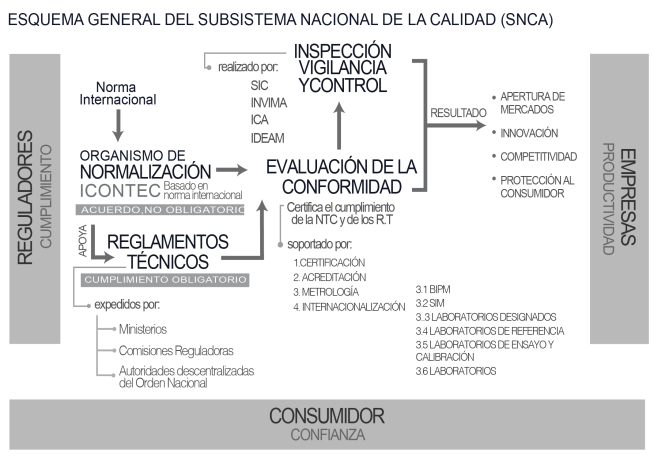 ESQUEMA GENERAL DEL SUBSISTEMA NACIONAL DE LA CALIDAD (SNCA)
REGULADORES
CUMPLIMIENTO
Norma
Internacional
ORGANISMO DE
NORMALIZACIÓN
ICONTEC Basado en
norma internacional
ACUERDO NO OBLIGATORIO
APOYA
REGLAMENTOS
TÉCNICOS
CUMPLIMIENTO OBLIGATORIO
expedidos por:
Ministerios
Comisiones Reguladoras
Autoridades descentralizadas
del Orden Nacional
INSPECCIÓN
VIGILANCIA
YCONTROL
realizado por:
SIC
INVIMA
ICA
IDEAM
EVALUACIÓN DE LA
CONFORMIDAD
Certifica el cumplimiento
de la NTC y de los R.T
soportado por:
1.CERTIFICACIÓN
2. ACREDITACIÓN
3. METROLOGÍA
4. INTERNACIONALIZACIÓN
3.1 BIPM
3.2 SIM
3..3 LABORATORIOS DESIGNADOS
3.4 LABORATORIOS DE REFERENCIA
3.5 LABORATORIOS DE ENSAYO Y
CALIBRACIÓN
3.6 LABORATORIOS
RESULTADO
• APERTURA DE
MERCADOS
• INNOVACIÓN
• COMPETITIVIDAD
• PROTECCIÓN AL
CONSUMIDOR
EMPRESAS
PRODUCTIVIDAD
CONSUMIDOR
CONFIANZA